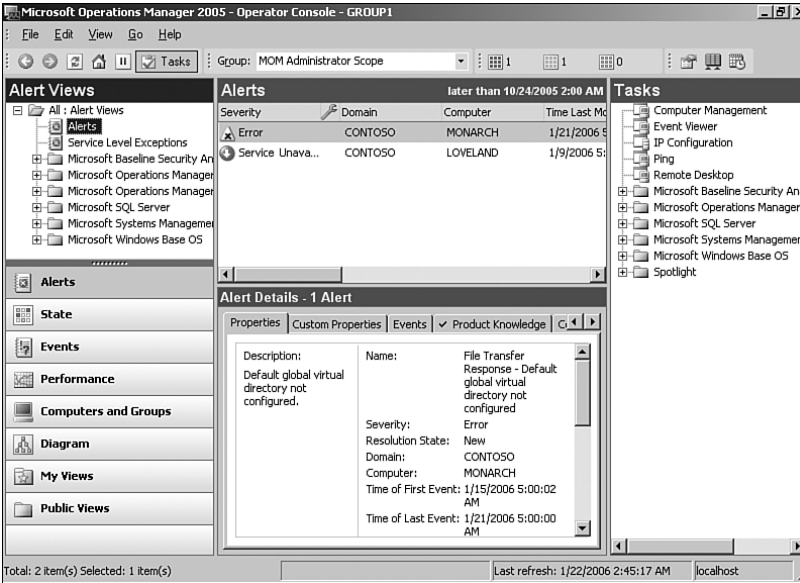 Microsoft Operations Manager 2005 - Operator Console - GROUP1
File Edit View Go Help
Tasks Group: MOM Administrator Scope 1 1 0
Alert Views
All : Alert Views
Alerts
Service Level Exceptions
Microsoft Baseline Security An
Microsoft Operations Manager
Microsoft Operations Manager
Microsoft SQL Server
Microsoft Systems Managemer
Microsoft Windows Base OS
Alerts
State
Events
Performance
Computers and Groups
Diagram
My Views
Public Views
Alerts later than 10/24/2005 2:00 AM
Severity Domain Computer Time Last Mo
Error CONTOSO MONARCH 1/21/2006 5
Service Unava... CONTOSO LOVELAND 1/9/2006 5:
Alert Details - 1 Alert
Properties Custom Properties Events Product Knowledge
Description:
Default global virtual
directory not
configured.
Name: File Transfer
Response - Default
global virtual
directory not
configured
Severity: Error
Resolution State: New
Domain: CONTOSO
Computer: MONARCH
Time of First Event: 1/15/2006 5:00:02
AM
Time of Last Event: 1/21/2006 5:00:00
AM
Tasks
Computer Management
Event Viewer
IP Configuration
Ping
Remote Desktop
Microsoft Baseline Security An
Microsoft Operations Manager
Microsoft SQL Server
Microsoft Systems Managemer
Microsoft Windows Base OS
Spotlight
Total: 2 item(s) Selected: 1 item(s) Last refresh: 1/22/2006 2:45:17 AM localhost